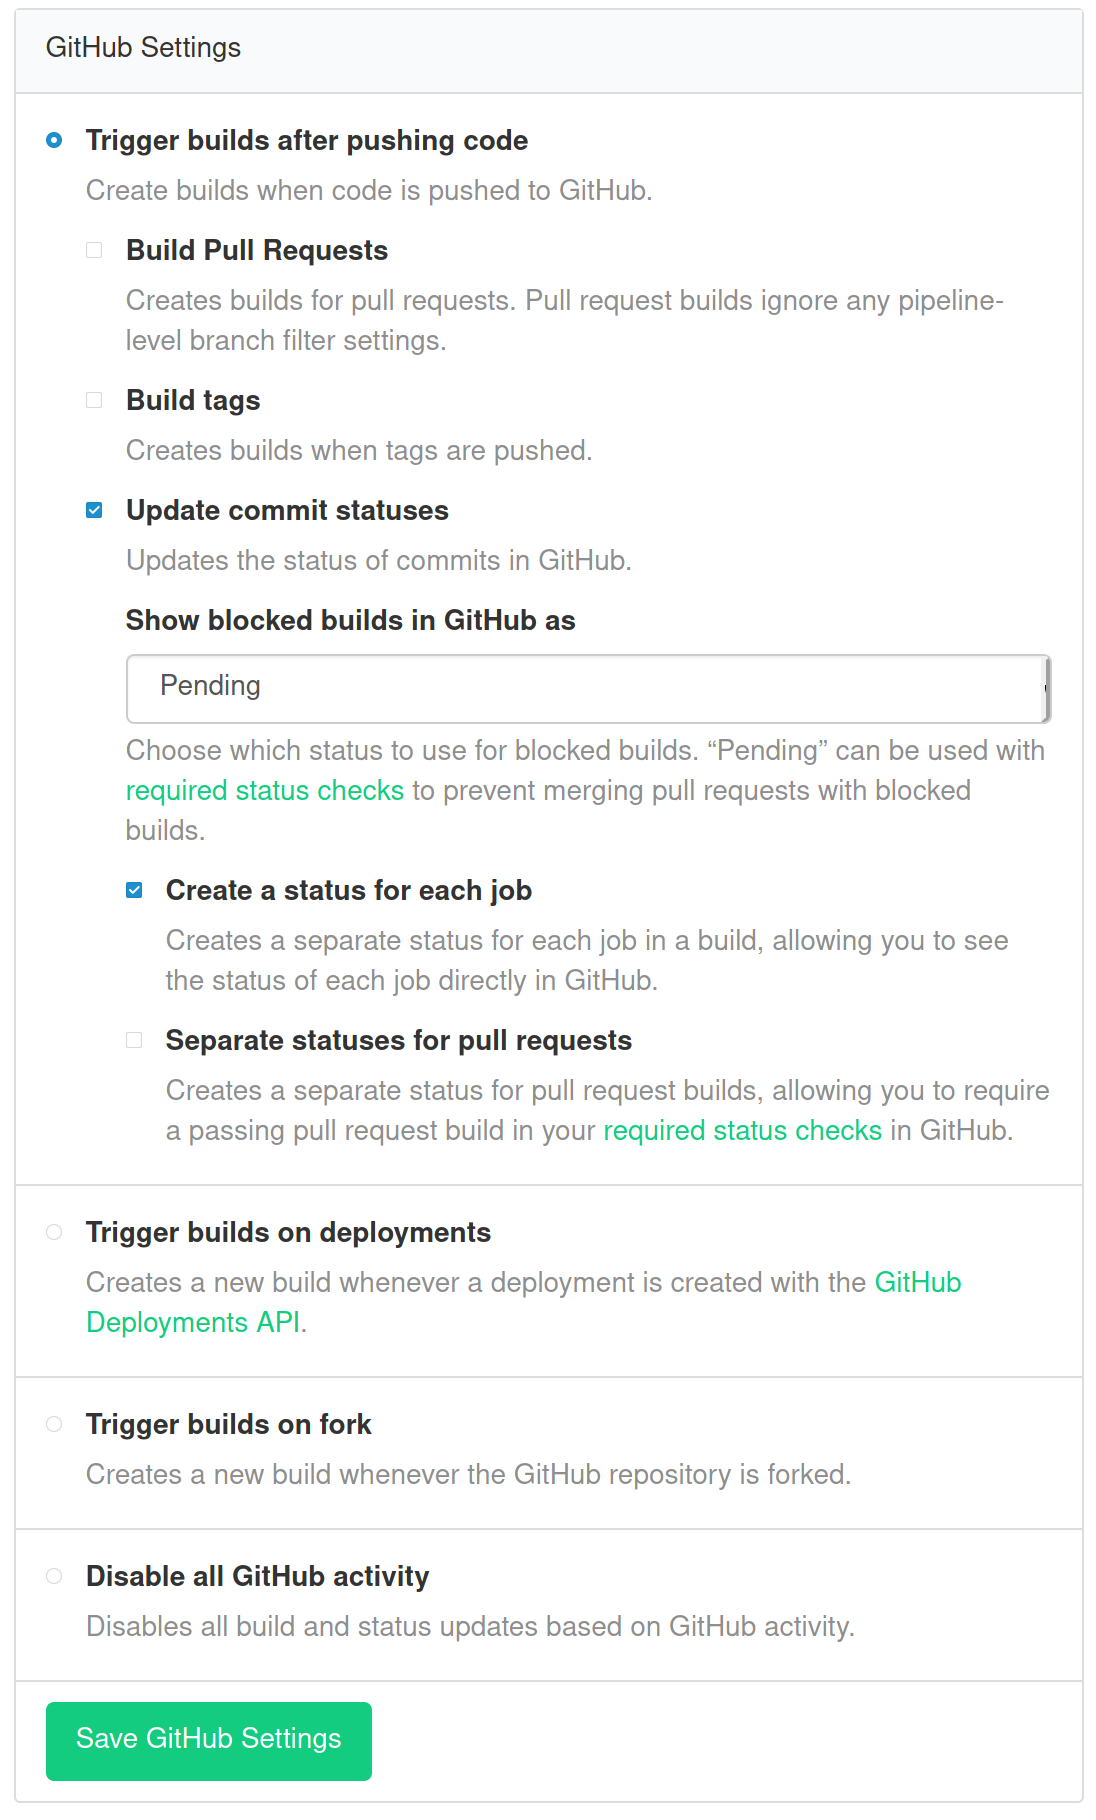 GitHub Settings
Trigger builds after pushing code
Create builds when code is pushed to GitHub.
Build Pull Requests
Creates builds for pull requests. Pull request builds ignore any pipeline-
level branch filter settings.
Build tags
Creates builds when tags are pushed.
Update commit statuses
Updates the status of commits in GitHub.
Show blocked builds in GitHub as
Pending
Choose which status to use for blocked builds. “Pending” can be used with
required status checks to prevent merging pull requests with blocked
builds.
Create a status for each job
Creates a separate status for each job in a build, allowing you to see
the status of each job directly in GitHub.
Separate statuses for pull requests
Creates a separate status for pull request builds, allowing you to require
a passing pull request build in your required status checks in GitHub.
Trigger builds on deployments
Creates a new build whenever a deployment is created with the GitHub
Deployments API.
Trigger builds on fork
Creates a new build whenever the GitHub repository is forked.
Disable all GitHub activity
Disables all build and status updates based on GitHub activity.
Save GitHub Settings